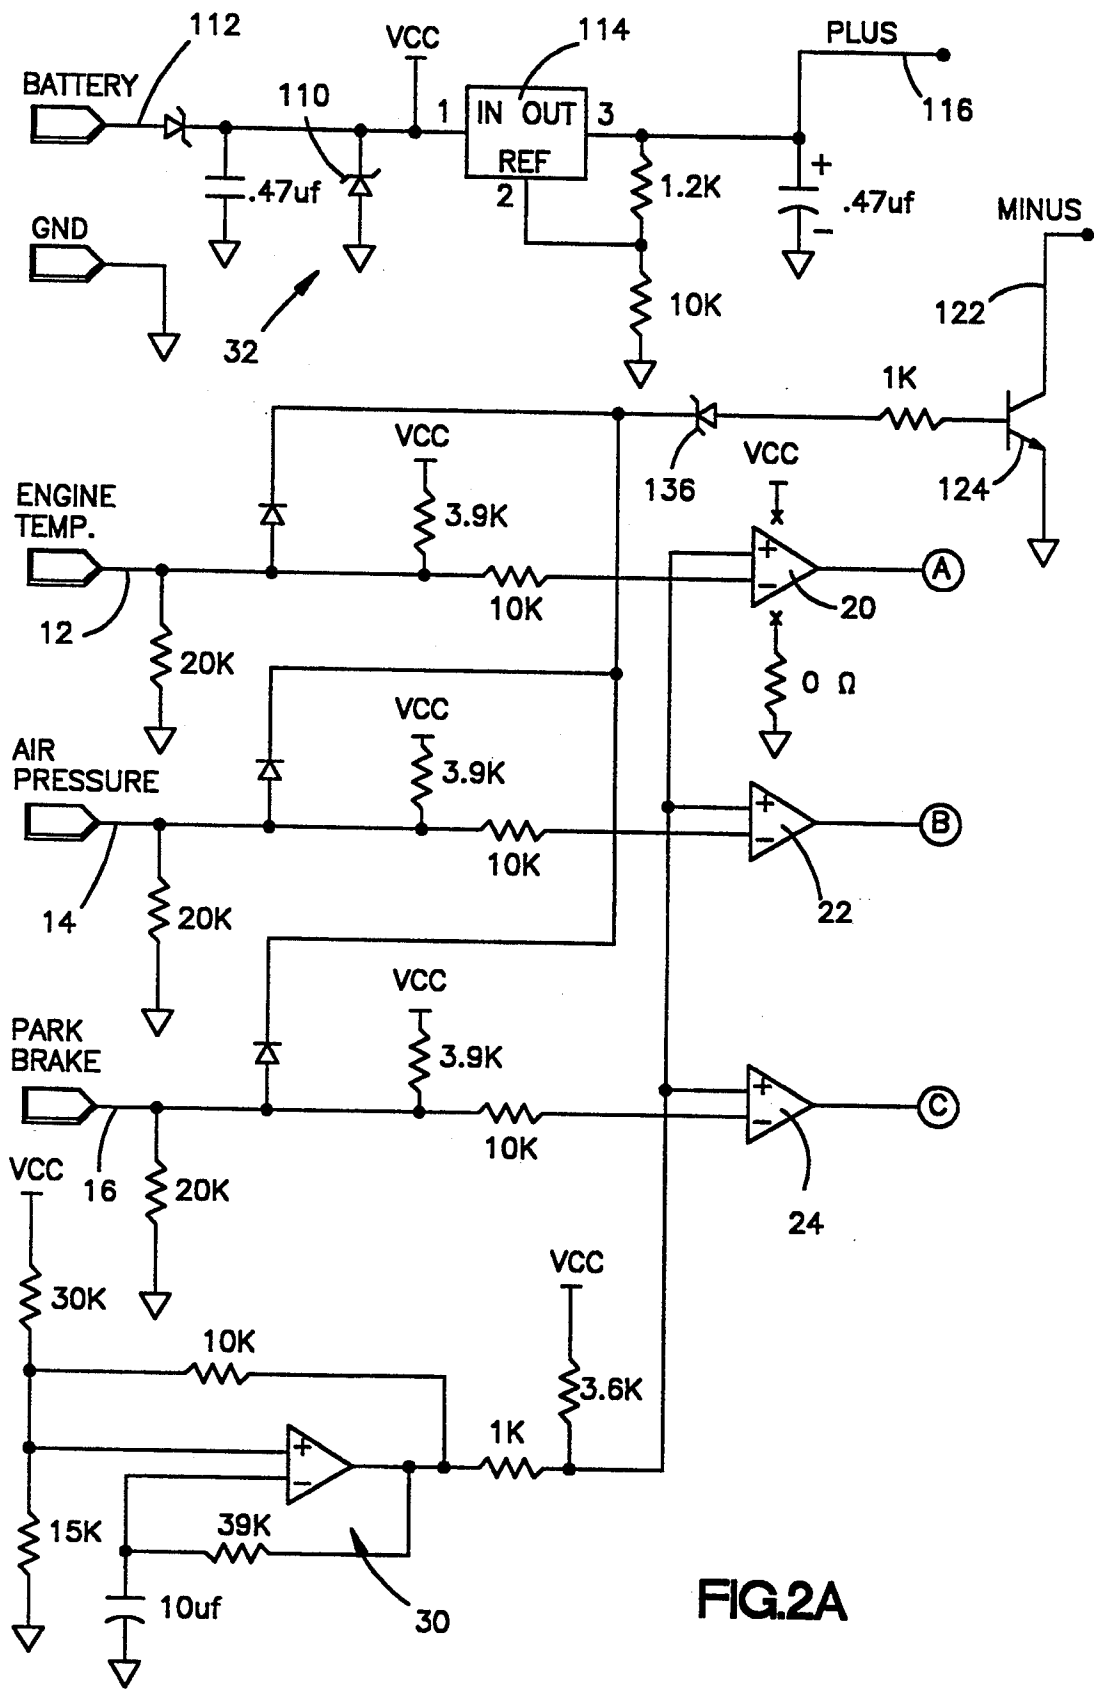 112
VCC
114
PLUS
BATTERY
110
1
IN OUT
3
116
REF
2
.47uf
1.2K
+
.47uf
−
MINUS
GND
32
10K
122
1K
VCC
136
VCC
124
ENGINE
TEMP.
3.9K
x
+
−
A
12
10K
20
x
20K
0 Ω
VCC
AIR
PRESSURE
3.9K
+
−
B
14
10K
22
20K
VCC
PARK
BRAKE
3.9K
+
−
C
16
10K
24
VCC
20K
30K
VCC
10K
3.6K
1K
+
−
15K
39K
10uf
30
FIG.2A